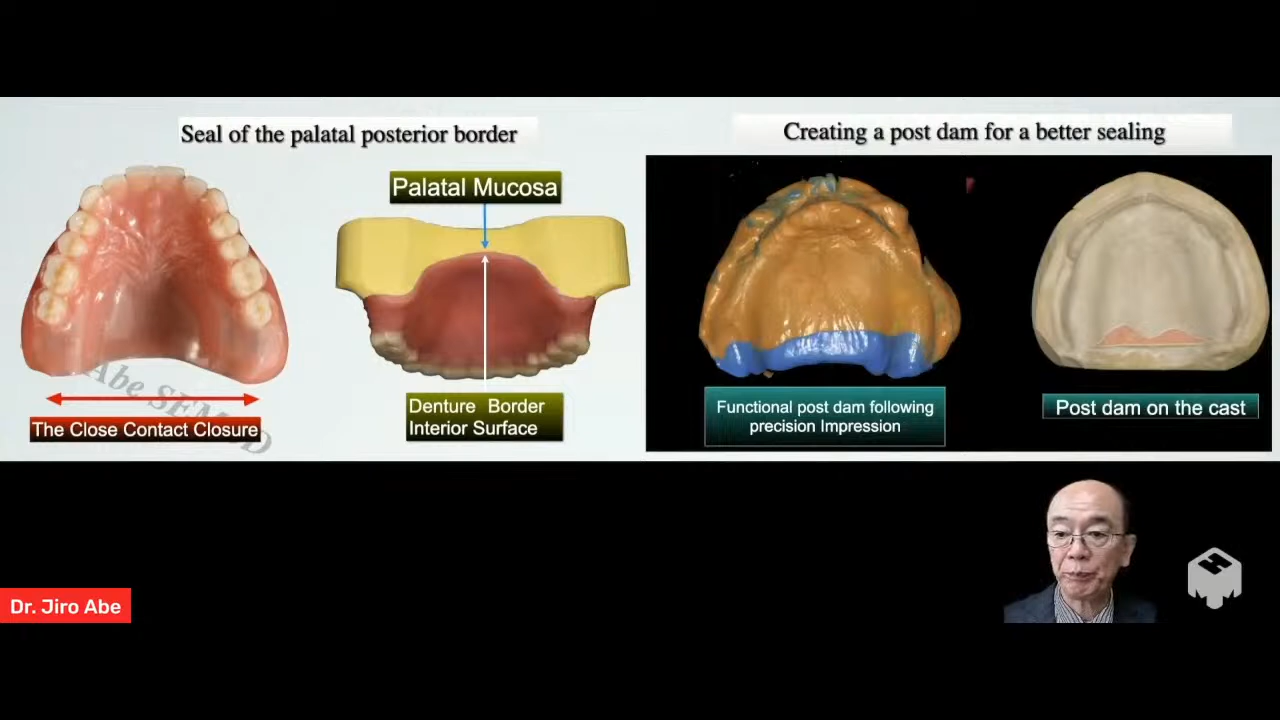 Seal of the palatal posterior border
Creating a post dam for a better sealing
Palatal Mucosa
Denture Border
Interior Surface
The Close Contact Closure
Functional post dam following
precision Impression
Post dam on the cast
Dr. Jiro Abe